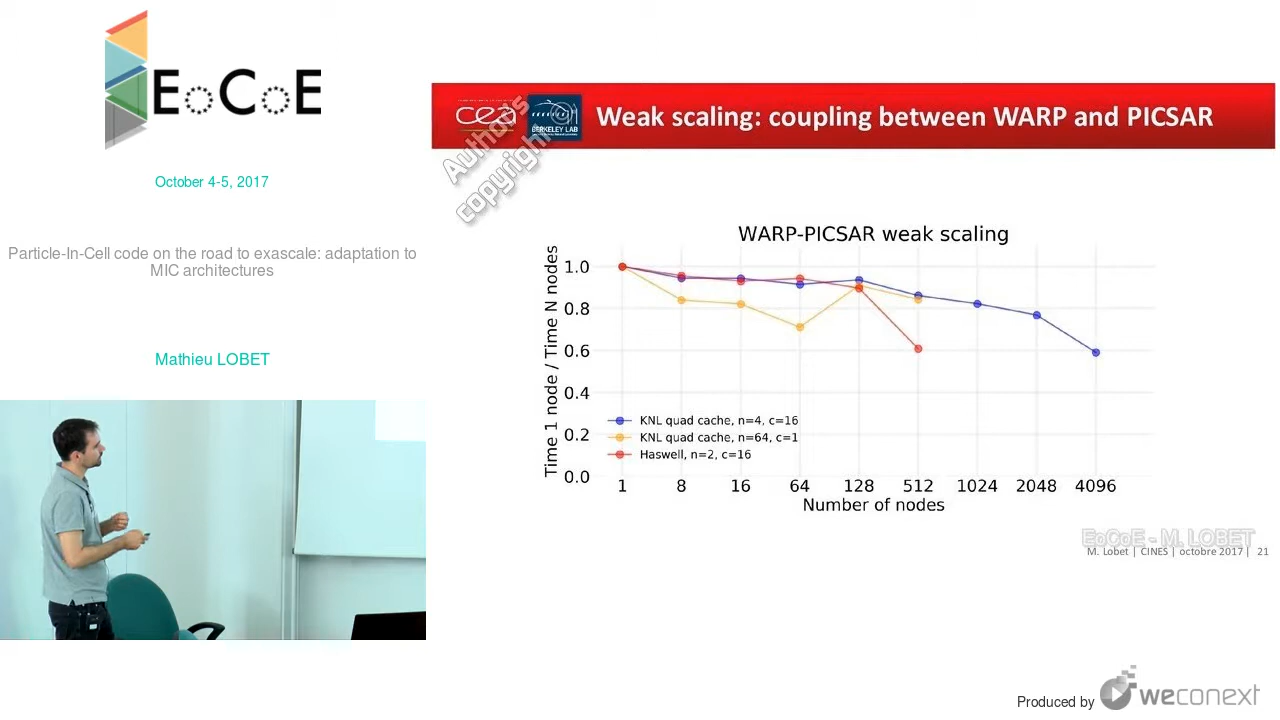 EoCoE
October 4-5, 2017
Particle-In-Cell code on the road to exascale: adaptation to
MIC architectures
Mathieu LOBET
cea
BERKELEY LAB
Weak scaling: coupling between WARP and PICSAR
Author's
copyright
WARP-PICSAR weak scaling
Time 1 node / Time N nodes
1.0
0.8
0.6
0.4
0.2
0.0
KNL quad cache, n=4, c=16
KNL quad cache, n=64, c=1
Haswell, n=2, c=16
1 8 16 64 128 512 1024 2048 4096
Number of nodes
EoCoE - M. LOBET
M. Lobet | CINES | octobre 2017 | 21
Produced by weconext